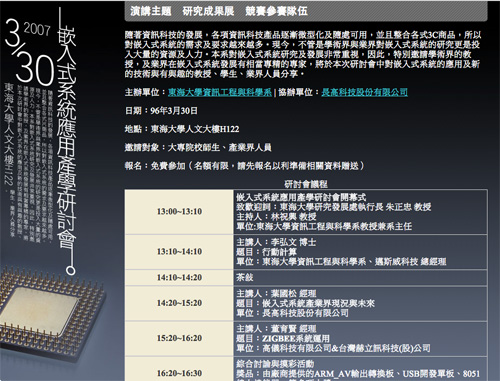 2007
3/30
嵌入式系統應用產學研討會。
東海大學人文大樓H122
演講主題 研究成果展 競賽參賽隊伍
隨著資訊科技的發展，各項資訊科技產品逐漸微型化及隨處可用，並且整合各式3C商品，所以
對嵌入式系統的需求及要求越來越多。現今，不管是學術界與業界對嵌入式系統的研究更是投
入大量的資源及人力。本系對嵌入式系統研究及發展非常重視，因此，特別邀請學術界的教
授，及業界在嵌入式系統發展有相當專精的專家，將於本次研討會中對嵌入式系統的應用及新
的技術與有興趣的教授、學生、業界人員分享。
主辦單位：東海大學資訊工程與科學系 | 協辦單位：長高科技股份有限公司
日期：96年3月30日
地點：東海大學人文大樓H122
邀請對象：大專院校師生、產業界人員
報名：免費參加（名額有限，請先報名以利準備相關資料贈送）
研討會議程
13:00~13:10
嵌入式系統應用產學研討會開幕式
致歡迎詞：東海大學研究發展處執行長 朱正忠 教授
主持人：林祝興 教授
單位:東海大學資訊工程與科學系教授兼系主任
13:10~14:10
主講人：李弘文 博士
題目：行動計算
單位：東海大學資訊工程與科學系、邁斯威科技 總經理
14:10~14:20
茶敘
14:20~15:20
主講人：葉國松 經理
題目：嵌入式系統產業界現況與未來
單位：長高科技股份有限公司
15:20~16:20
主講人：董育賢 經理
題目：ZIGBEE系統運用
單位：高儀科技有限公司&台灣赫立訊科技(股)公司
16:20~16:30
綜合討論與摸彩活動
獎品：由廠商提供的ARM_AV輸出轉換板、USB開發單板、8051